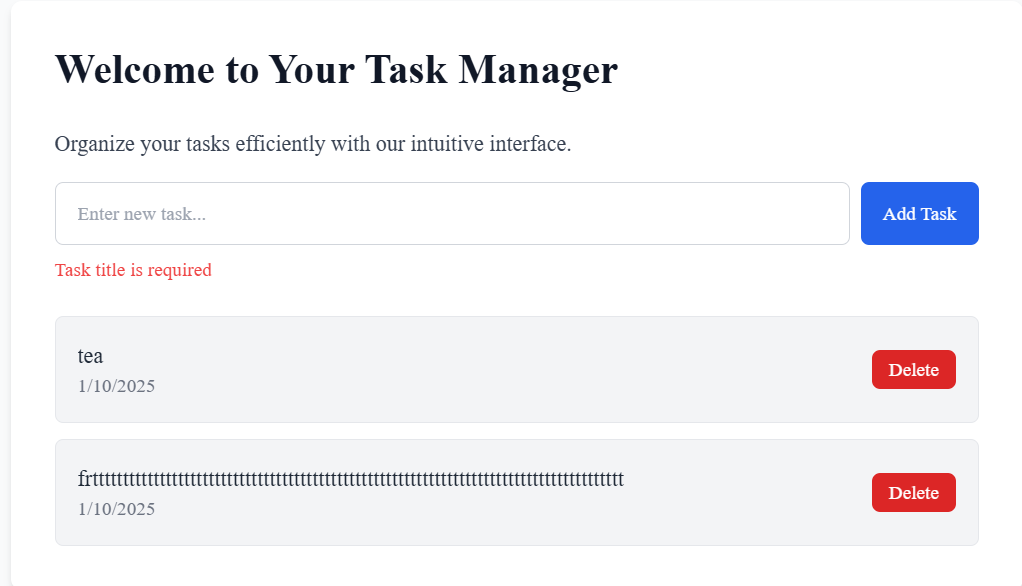 Welcome to Your Task Manager
Organize your tasks efficiently with our intuitive interface.
Enter new task...
Add Task
Task title is required
tea
1/10/2025
Delete
frtttttttttttttttttttttttttttttttttttttttttttttttttttttttttttttttttttttttttttttttttttttttt
1/10/2025
Delete